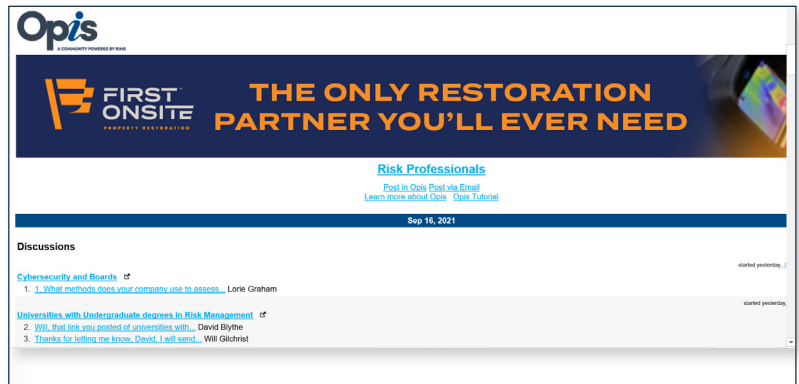 Opis
A COMMUNITY POWERED BY RIMS
FIRST
ONSITE
PROPERTY RESTORATION
THE ONLY RESTORATION
PARTNER YOU'LL EVER NEED
Risk Professionals
Post in Opis Post via Email
Learn more about Opis Opis Tutorial
Sep 16, 2021
Discussions
started yesterday,
Cybersecurity and Boards
1. 1. What methods does your company use to assess... Lorie Graham
started yesterday,
Universities with Undergraduate degrees in Risk Management
2. Will, that link you posted of universities with... David Blythe
3. Thanks for letting me know, David. I will send... Will Gilchrist